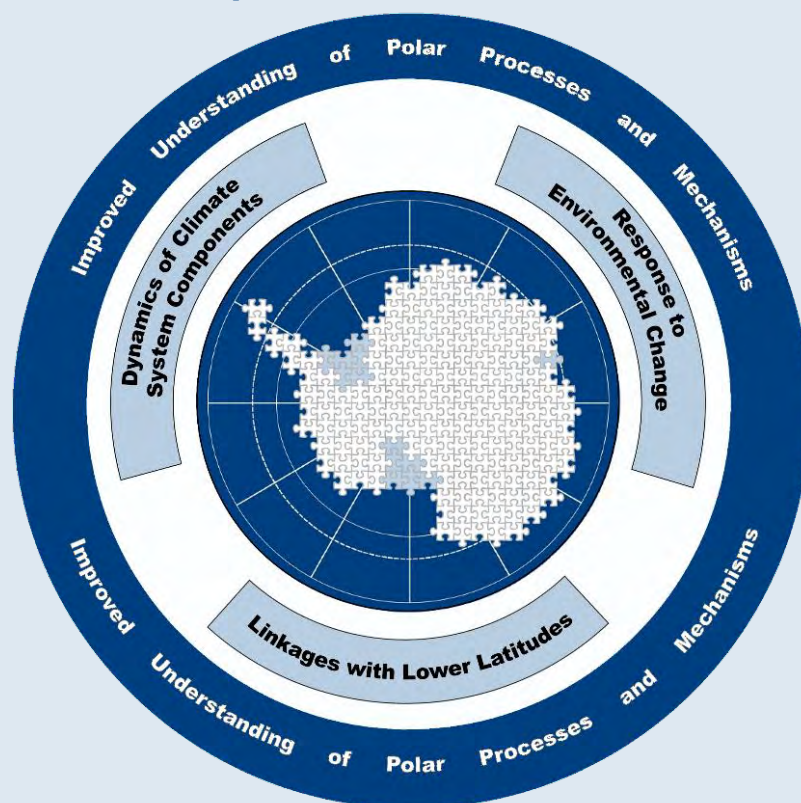 Improved Understanding of Polar Processes and Mechanisms
Dynamics of Climate
System Components
Response to
Environmental Change
Linkages with Lower Latitudes
Improved Understanding of Polar Processes and Mechanisms